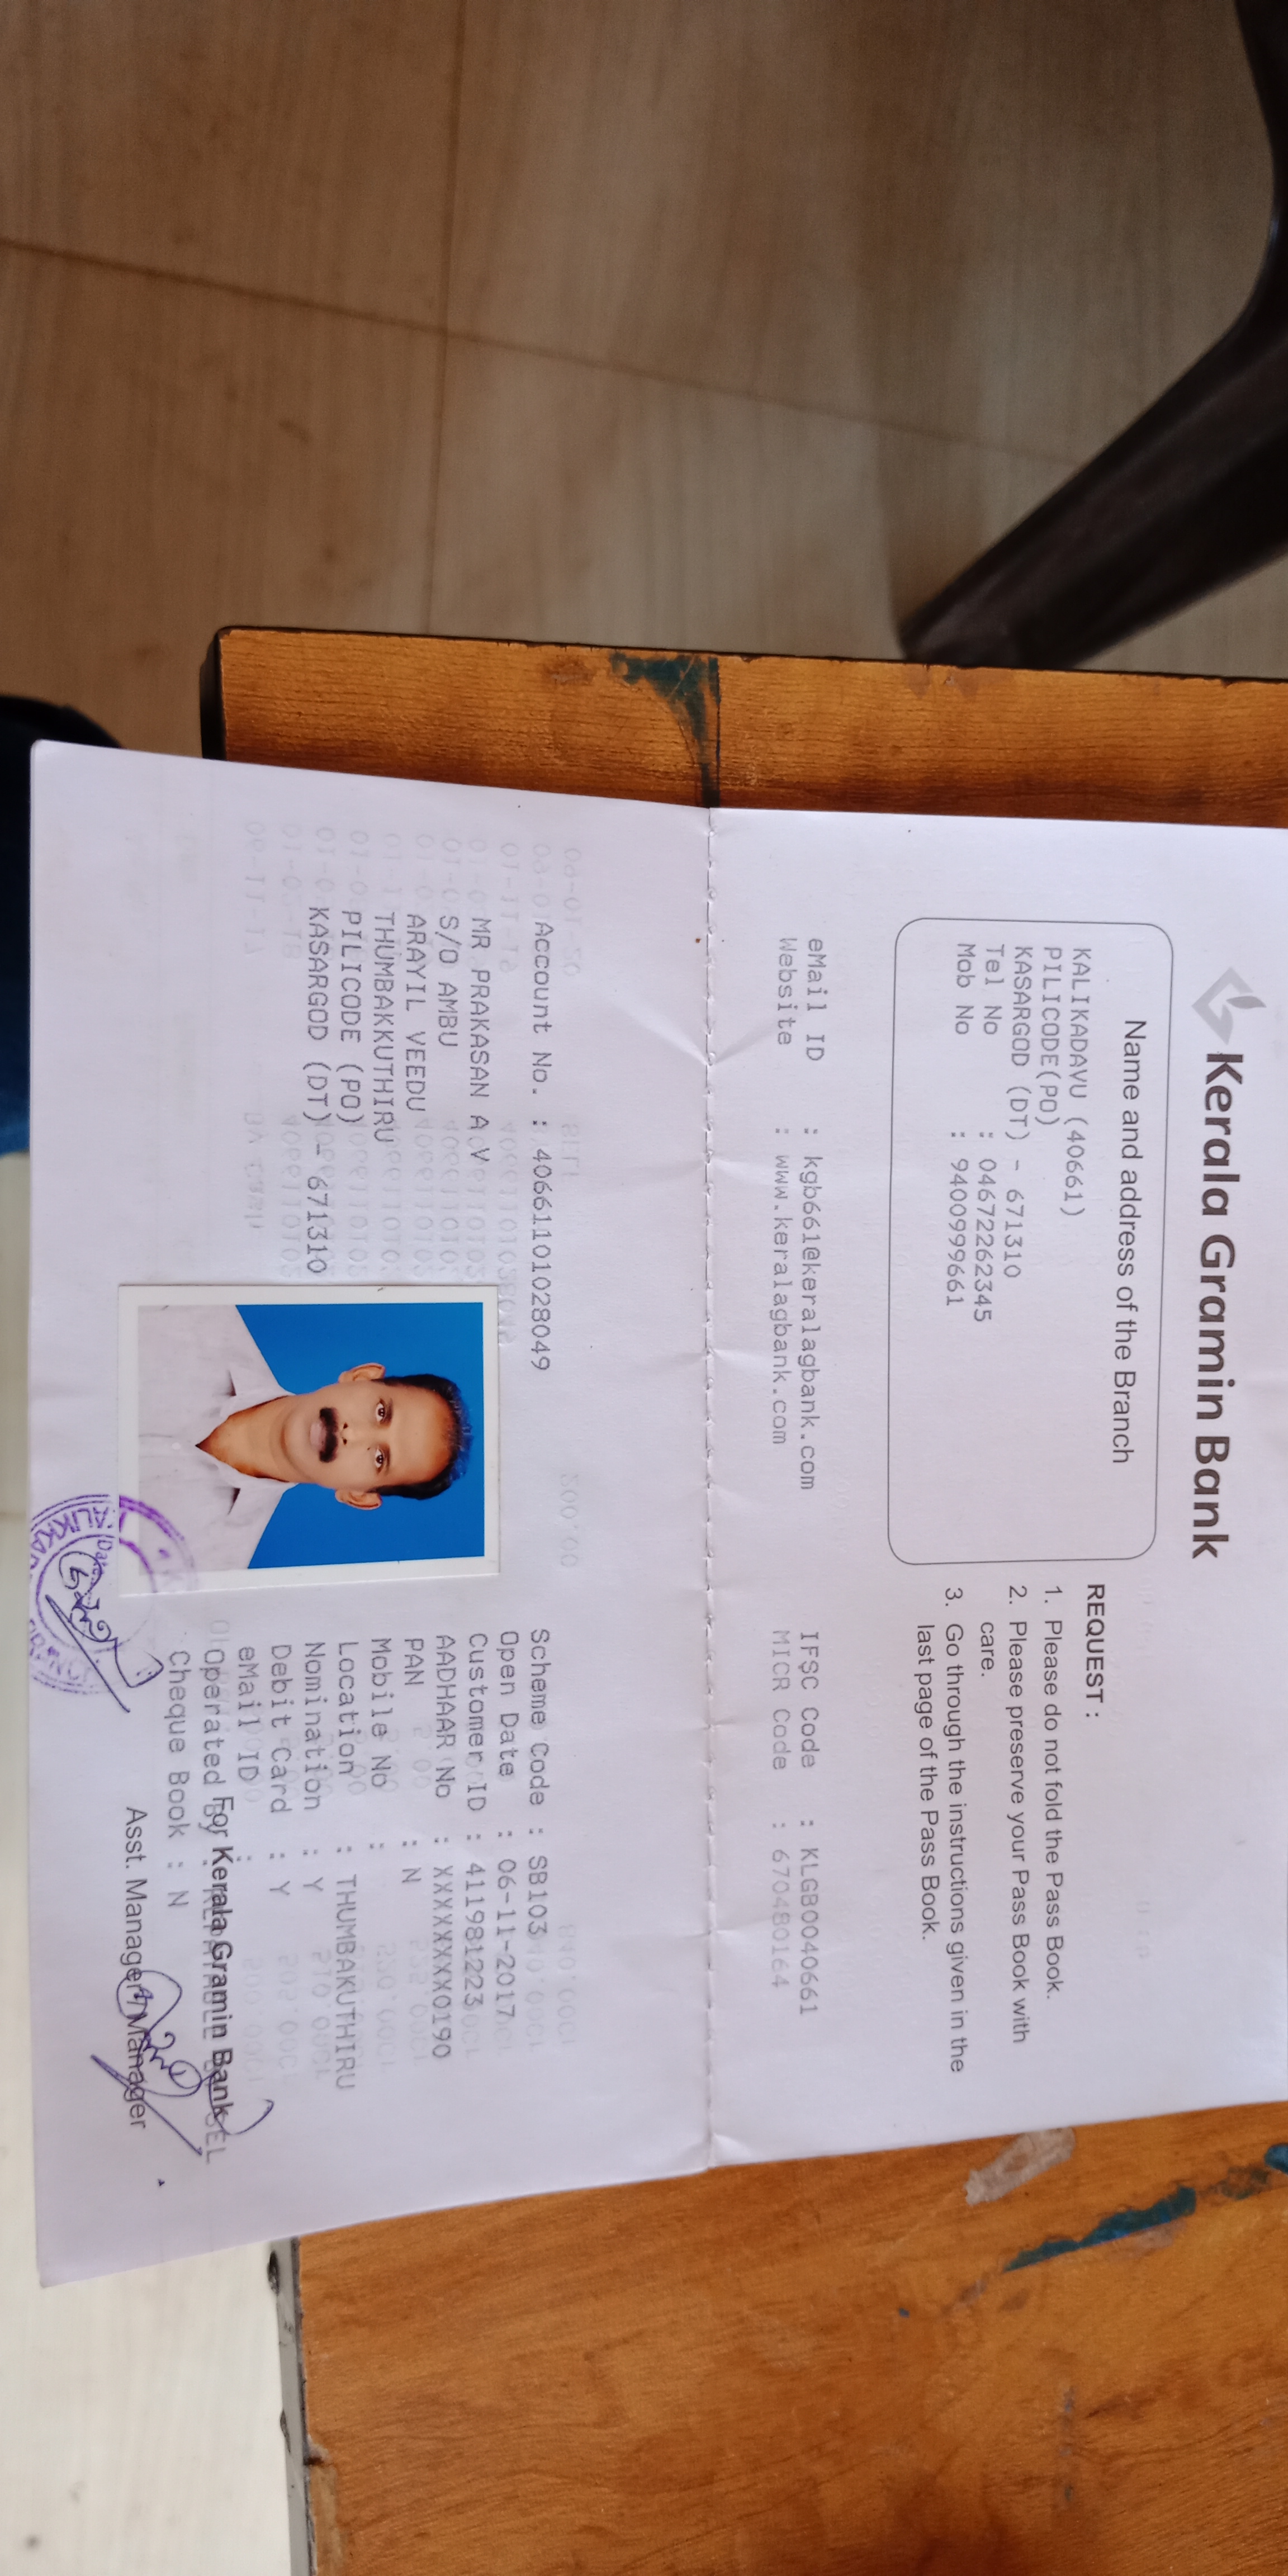 Kerala Gramin Bank
Name and address of the Branch
KALIKADAVU (40661)
PILICODE(PO)
KASARGOD (DT) - 671310
Tel No : 04672262345
Mob No : 9400999661
REQUEST :
1. Please do not fold the Pass Book.
2. Please preserve your Pass Book with
care.
3. Go through the instructions given in the
last page of the Pass Book.
eMail ID : kgb661@keralagbank.com
Website : www.keralagbank.com
IFSC Code : KLGB0040661
MICR Code : 670480164
Account No. : 40661101028049
MR PRAKASAN A V
S/O AMBU
ARAYIL VEEDU
THUMBAKKUTHIRU
PILICODE (PO)
KASARGOD (DT) - 671310
Scheme Code : SB103
Open Date : 06-11-2017
Customer ID : 411981223
AADHAAR No : XXXXXXXX0190
PAN : N
Mobile No :
Location : THUMBAKUTHIRU
Nomination : Y
Debit Card : Y
eMail ID :
Operated By :
For Kerala Gramin Bank
Cheque Book : N
Asst. Manager/Manager